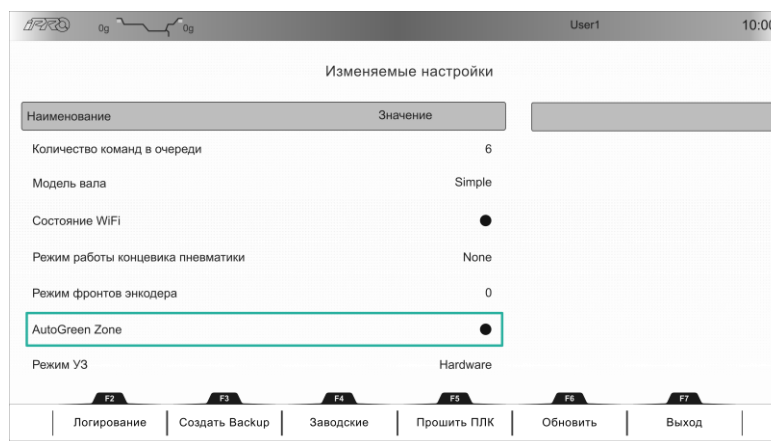 iPRO 0g 0g User1 10:00
Изменяемые настройки
Наименование Значение
Количество команд в очереди 6
Модель вала Simple
Состояние WiFi
Режим работы концевика пневматики None
Режим фронтов энкодера 0
AutoGreen Zone
Режим УЗ Hardware
F2 F3 F4 F5 F6 F7
Логирование Создать Backup Заводские Прошить ПЛК Обновить Выход